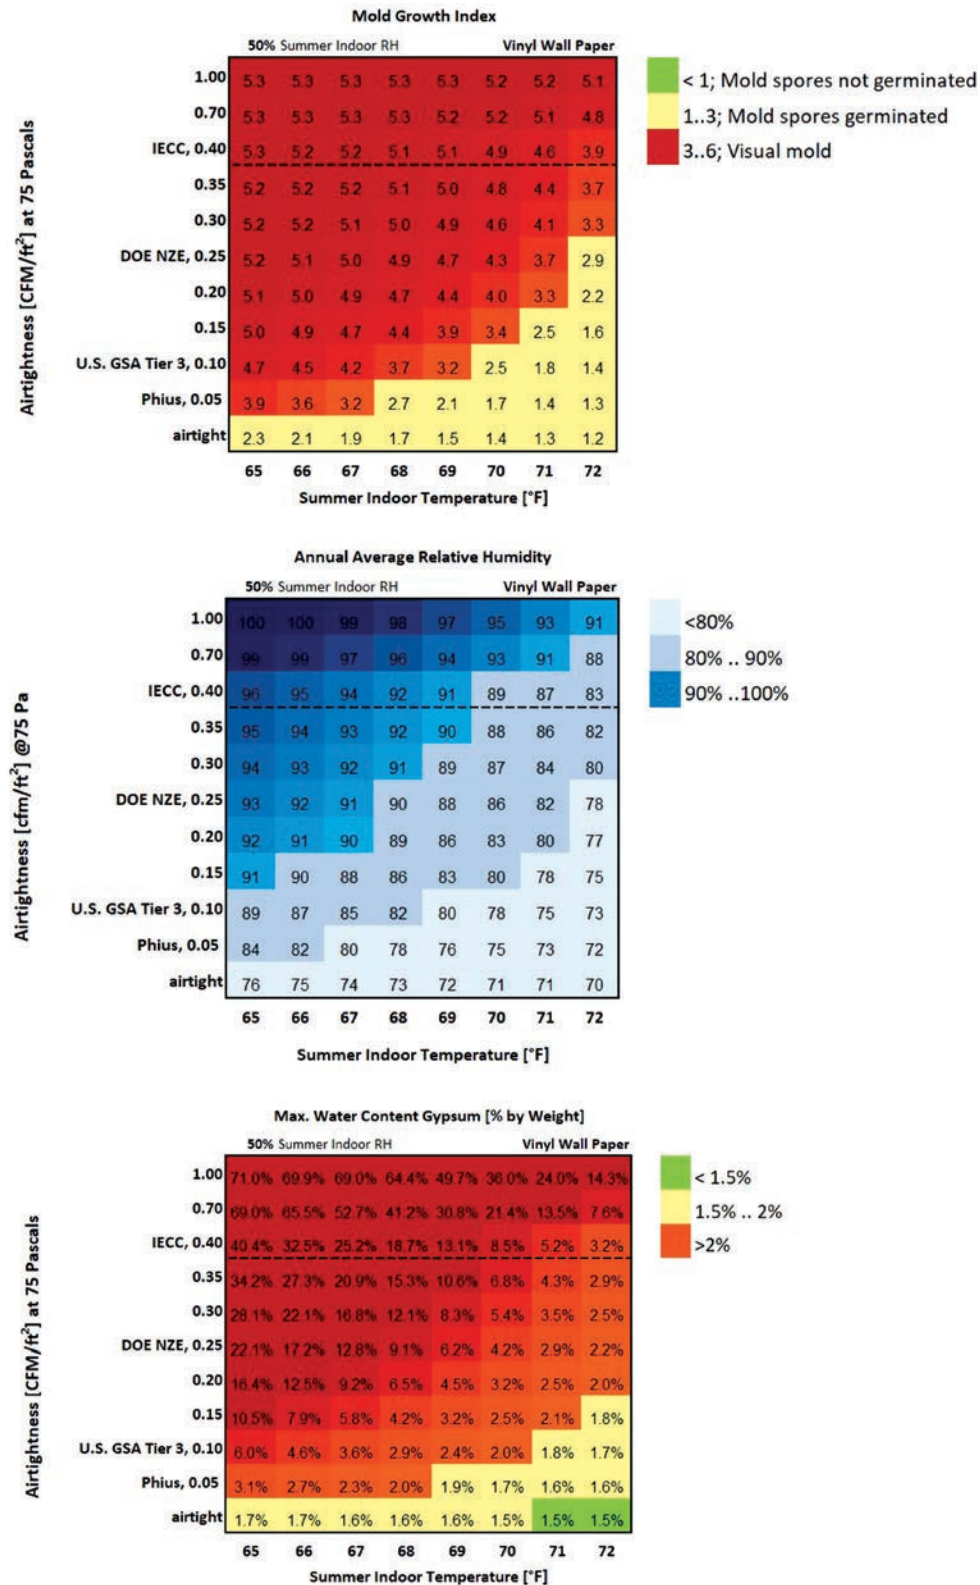 Mold Growth Index
50% Summer Indoor RH Vinyl Wall Paper
1.00 5.3 5.3 5.3 5.3 5.3 5.2 5.2 5.1
0.70 5.3 5.3 5.3 5.3 5.2 5.2 5.1 4.8
IECC, 0.40 5.3 5.2 5.2 5.1 5.1 4.9 4.6 3.9
0.35 5.2 5.2 5.2 5.1 5.0 4.8 4.4 3.7
0.30 5.2 5.2 5.1 5.0 4.9 4.6 4.1 3.3
DOE NZE, 0.25 5.2 5.1 5.0 4.9 4.7 4.3 3.7 2.9
0.20 5.1 5.0 4.9 4.7 4.4 4.0 3.3 2.2
0.15 5.0 4.9 4.7 4.4 3.9 3.4 2.5 1.6
U.S. GSA Tier 3, 0.10 4.7 4.5 4.2 3.7 3.2 2.5 1.8 1.4
Phius, 0.05 3.9 3.6 3.2 2.7 2.1 1.7 1.4 1.3
airtight 2.3 2.1 1.9 1.7 1.5 1.4 1.3 1.2
65 66 67 68 69 70 71 72
Summer Indoor Temperature [°F]
Airtightness [CFM/ft²] at 75 Pascals
< 1; Mold spores not germinated
1..3; Mold spores germinated
3..6; Visual mold
Annual Average Relative Humidity
50% Summer Indoor RH Vinyl Wall Paper
1.00 100 100 99 98 97 95 93 91
0.70 99 99 97 96 94 93 91 88
IECC, 0.40 96 95 94 92 91 89 87 83
0.35 95 94 93 92 90 88 86 82
0.30 94 93 92 91 89 87 84 80
DOE NZE, 0.25 93 92 91 90 88 86 82 78
0.20 92 91 90 89 86 83 80 77
0.15 91 90 88 86 83 80 78 75
U.S. GSA Tier 3, 0.10 89 87 85 82 80 78 75 73
Phius, 0.05 84 82 80 78 76 75 73 72
airtight 76 75 74 73 72 71 71 70
65 66 67 68 69 70 71 72
Summer Indoor Temperature [°F]
Airtightness [cfm/ft²] @75 Pa
<80%
80% .. 90%
90% ..100%
Max. Water Content Gypsum [% by Weight]
50% Summer Indoor RH Vinyl Wall Paper
1.00 71.0% 69.9% 69.0% 64.4% 49.7% 36.0% 24.0% 14.3%
0.70 69.0% 65.5% 52.7% 41.2% 30.8% 21.4% 13.5% 7.6%
IECC, 0.40 40.4% 32.5% 25.2% 18.7% 13.1% 8.5% 5.2% 3.2%
0.35 34.2% 27.3% 20.9% 15.3% 10.6% 6.8% 4.3% 2.9%
0.30 28.1% 22.1% 16.8% 12.1% 8.3% 5.4% 3.5% 2.5%
DOE NZE, 0.25 22.1% 17.2% 12.8% 9.1% 6.2% 4.2% 2.9% 2.2%
0.20 16.4% 12.5% 9.2% 6.5% 4.5% 3.2% 2.5% 2.0%
0.15 10.5% 7.9% 5.8% 4.2% 3.2% 2.5% 2.1% 1.8%
U.S. GSA Tier 3, 0.10 6.0% 4.6% 3.6% 2.9% 2.4% 2.0% 1.8% 1.7%
Phius, 0.05 3.1% 2.7% 2.3% 2.0% 1.9% 1.7% 1.6% 1.6%
airtight 1.7% 1.7% 1.6% 1.6% 1.6% 1.5% 1.5% 1.5%
65 66 67 68 69 70 71 72
Summer Indoor Temperature [°F]
Airtightness [CFM/ft²] at 75 Pascals
< 1.5%
1.5% .. 2%
>2%